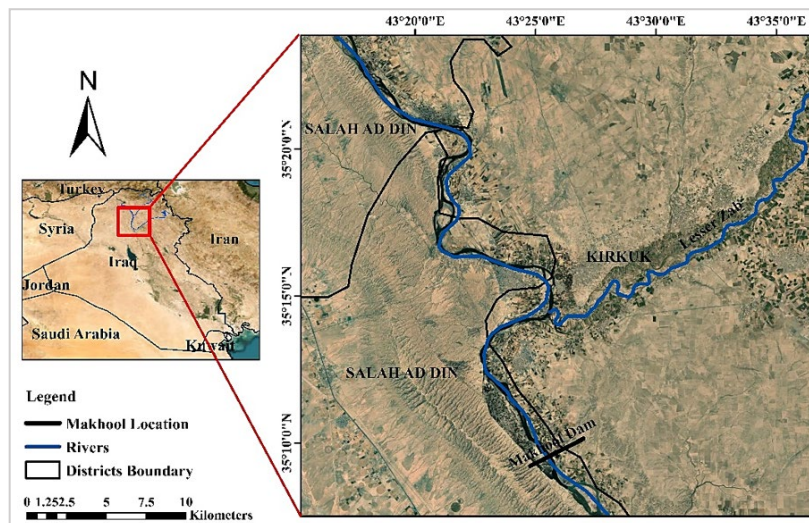 43°20'0"E 43°25'0"E 43°30'0"E 43°35'0"E
N
SALAH AD DIN
35°20'0"N
Turkey
Syria
Iran
Iraq
Jordan
Saudi Arabia
Kuwait
Lesser Zab
KIRKUK
35°15'0"N
SALAH AD DIN
35°10'0"N
Makhool Dam
Legend
Makhool Location
Rivers
Districts Boundary
0 1.252.5 5 7.5 10
Kilometers